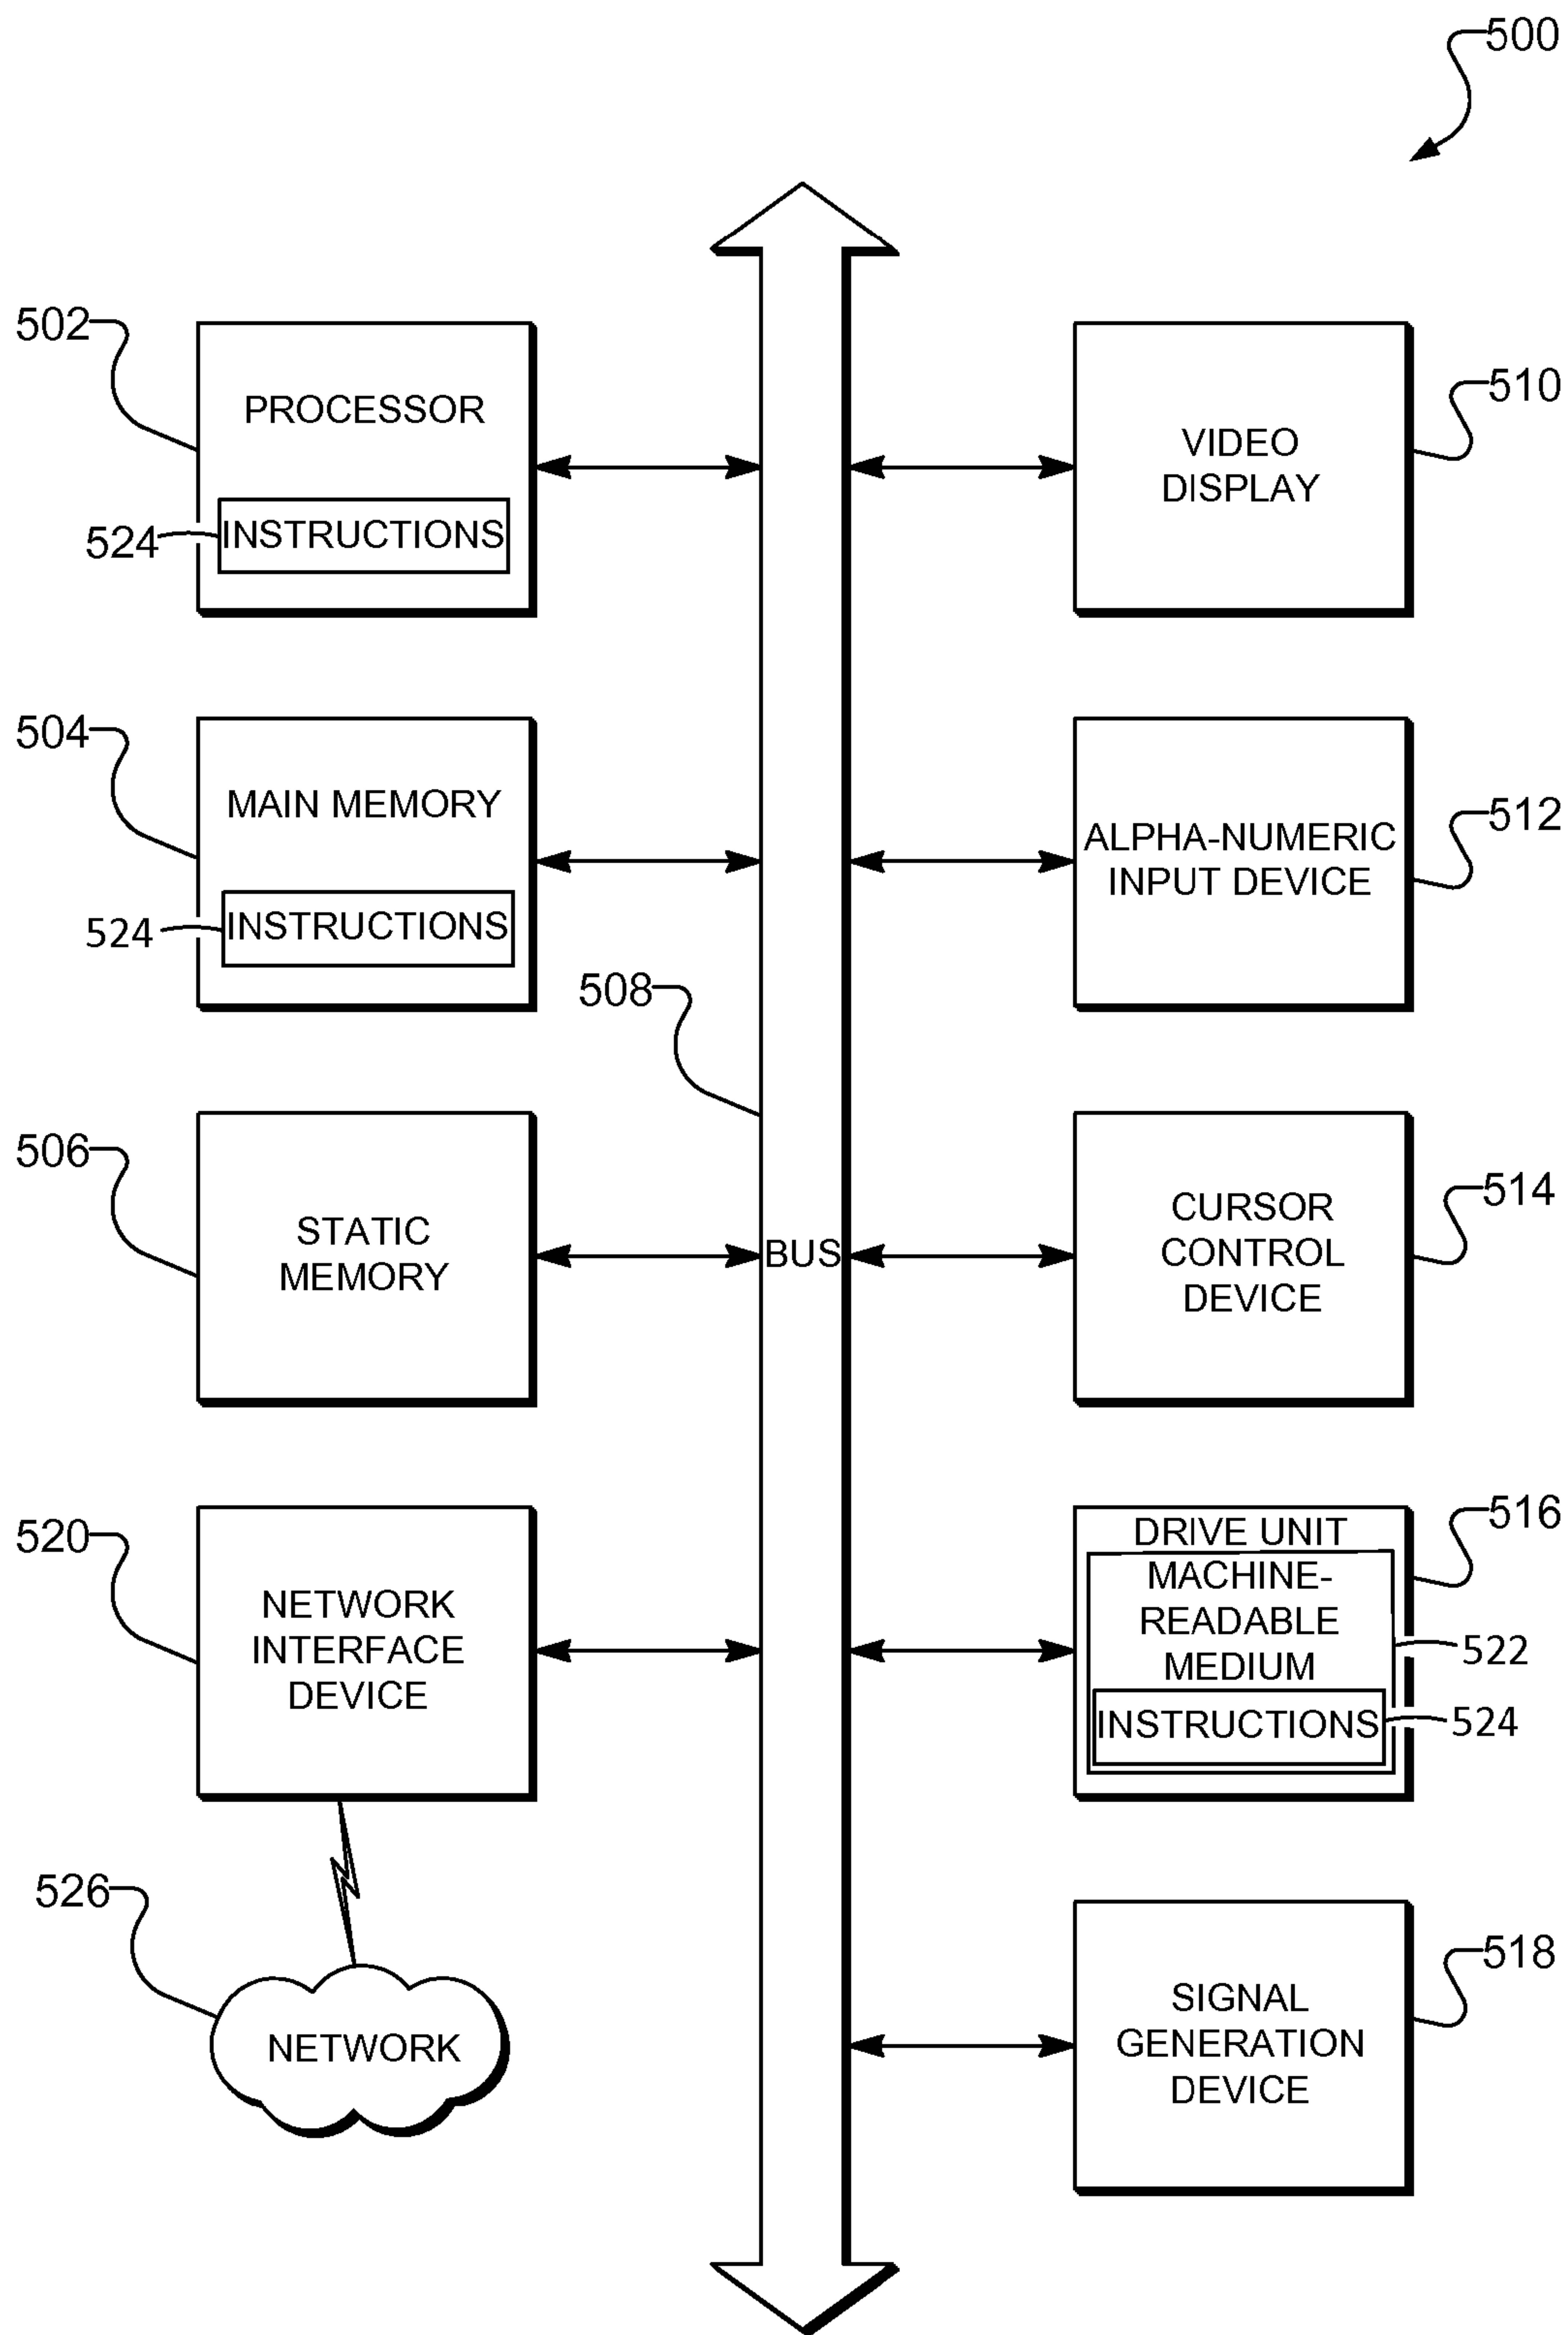 500
502
PROCESSOR
524
INSTRUCTIONS
510
VIDEO
DISPLAY
504
MAIN MEMORY
524
INSTRUCTIONS
512
ALPHA-NUMERIC
INPUT DEVICE
508
BUS
506
STATIC
MEMORY
514
CURSOR
CONTROL
DEVICE
520
NETWORK
INTERFACE
DEVICE
516
DRIVE UNIT
MACHINE-
READABLE
MEDIUM
522
INSTRUCTIONS
524
526
NETWORK
518
SIGNAL
GENERATION
DEVICE